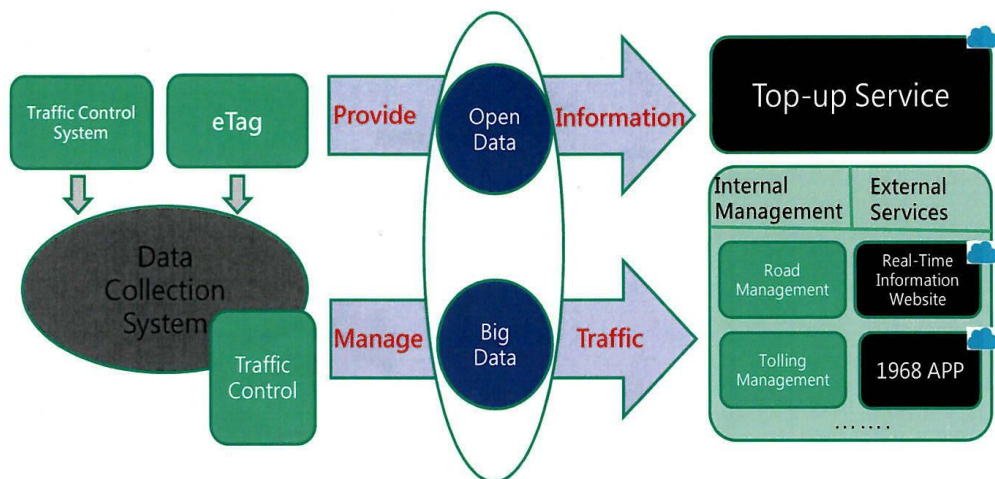 Traffic Control
System
eTag
Data
Collection
System
Traffic
Control
Provide
Open
Data
Information
Manage
Big
Data
Traffic
Top-up Service
Internal
Management
External
Services
Road
Management
Real-Time
Information
Website
Tolling
Management
1968 APP
.......